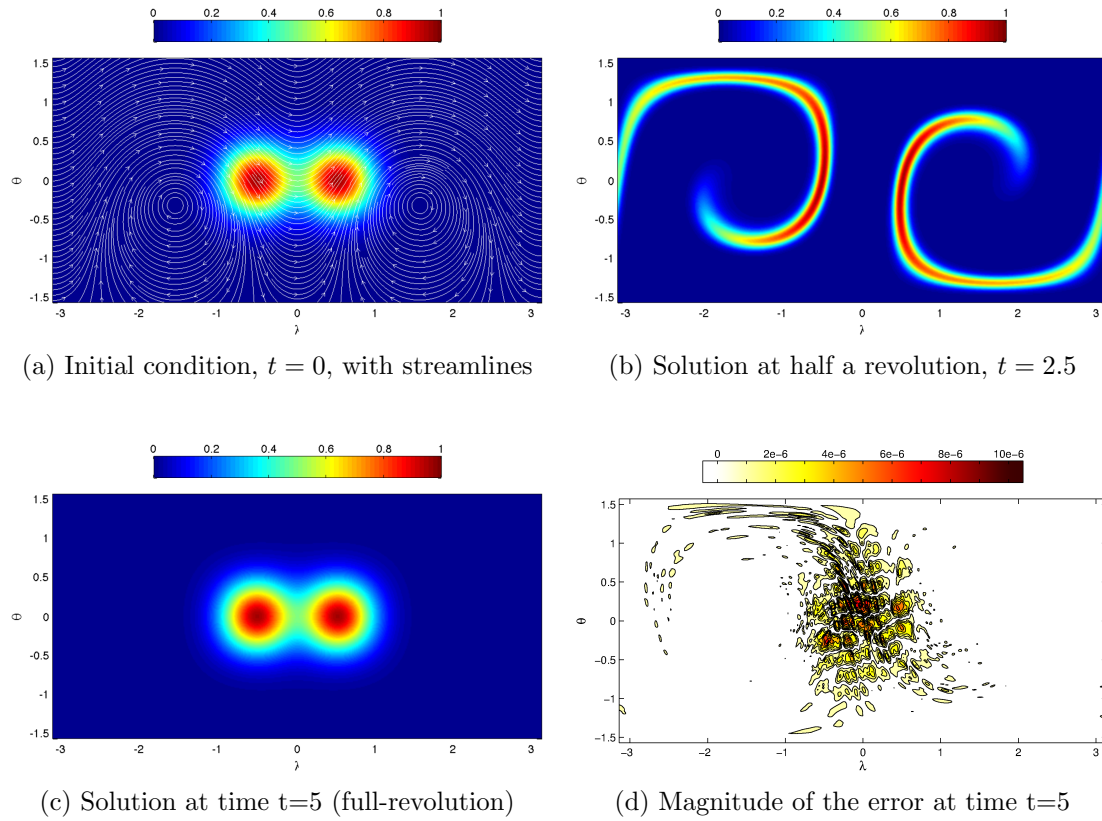 0 0.2 0.4 0.6 0.8 1
1.5
1
0.5
0
-0.5
-1
-1.5
θ
-3 -2 -1 0 1 2 3
λ
(a) Initial condition, t = 0, with streamlines
0 0.2 0.4 0.6 0.8 1
1.5
1
0.5
0
-0.5
-1
-1.5
θ
-3 -2 -1 0 1 2 3
λ
(b) Solution at half a revolution, t = 2.5
0 0.2 0.4 0.6 0.8 1
1.5
1
0.5
0
-0.5
-1
-1.5
θ
-3 -2 -1 0 1 2 3
λ
(c) Solution at time t=5 (full-revolution)
0 2e-6 4e-6 6e-6 8e-6 10e-6
1.5
1
0.5
0
−0.5
−1
−1.5
θ
−3 −2 −1 0 1 2 3
λ
(d) Magnitude of the error at time t=5